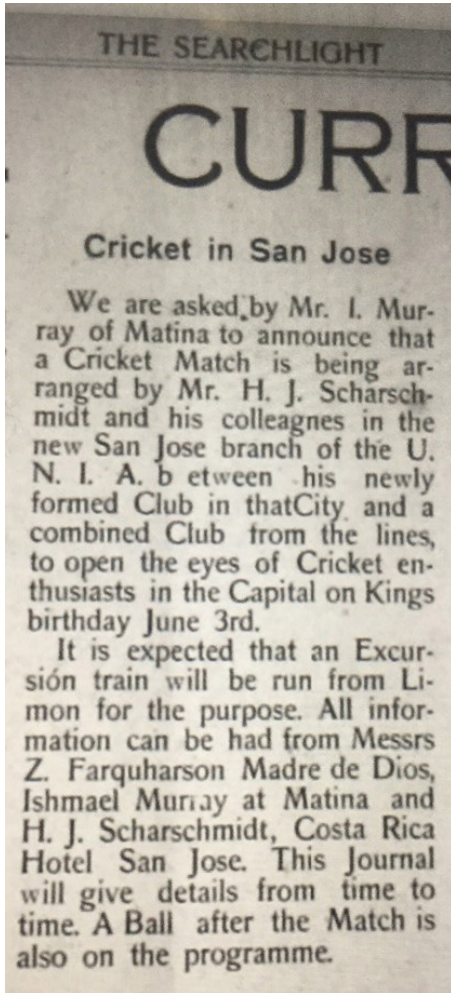 THE SEARCHLIGHT
CURR
Cricket in San Jose
We are asked by Mr. I. Mur-
ray of Matina to announce that
a Cricket Match is being ar-
ranged by Mr. H. J. Scharsch-
midt and his colleagnes in the
new San Jose branch of the U.
N. I. A. b etween his newly
formed Club in thatCity and a
combined Club from the lines,
to open the eyes of Cricket en-
thusiasts in the Capital on Kings
birthday June 3rd.
It is expected that an Excur-
sión train will be run from Li-
mon for the purpose. All infor-
mation can be had from Messrs
Z. Farquharson Madre de Dios,
Ishmael Murray at Matina and
H. J. Scharschmidt, Costa Rica
Hotel San Jose. This Journal
will give details from time to
time. A Ball after the Match is
also on the programme.